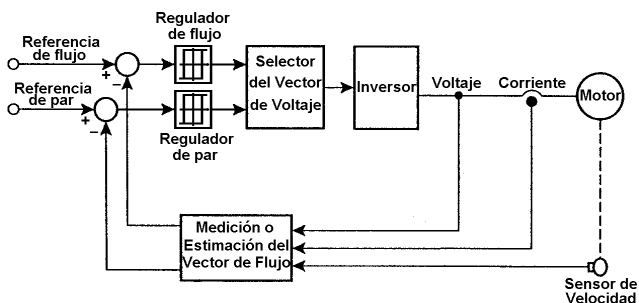 Regulador
de flujo
Referencia
de flujo
+
−
Referencia
de par
+
−
Selector
del Vector
de Voltaje
Inversor
Voltaje
Corriente
Motor
Regulador
de par
Medición o
Estimación del
Vector de Flujo
Sensor de
Velocidad